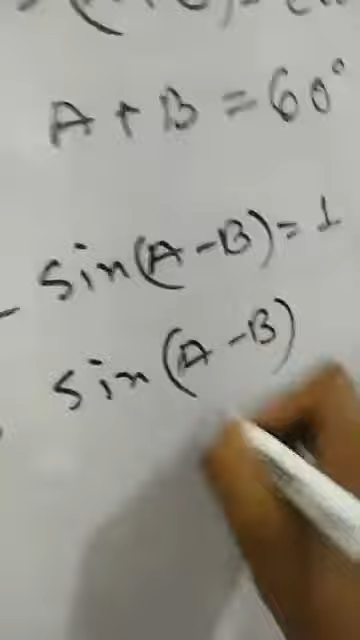 A + B = 60°
sin(A - B) = 1
sin(A - B)